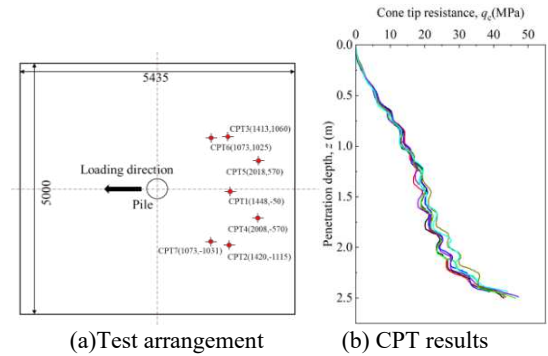 5435
5000
CPT3(1413,1060)
CPT6(1073,1025)
CPT5(2018,570)
Loading direction
Pile
CPT1(1448,-50)
CPT4(2008,-570)
CPT7(1073,-1031)
CPT2(1420,-1115)
(a)Test arrangement
Cone tip resistance, qc(MPa)
0 10 20 30 40 50
0.0
0.5
1.0
1.5
2.0
2.5
Penetration depth, z (m)
(b) CPT results